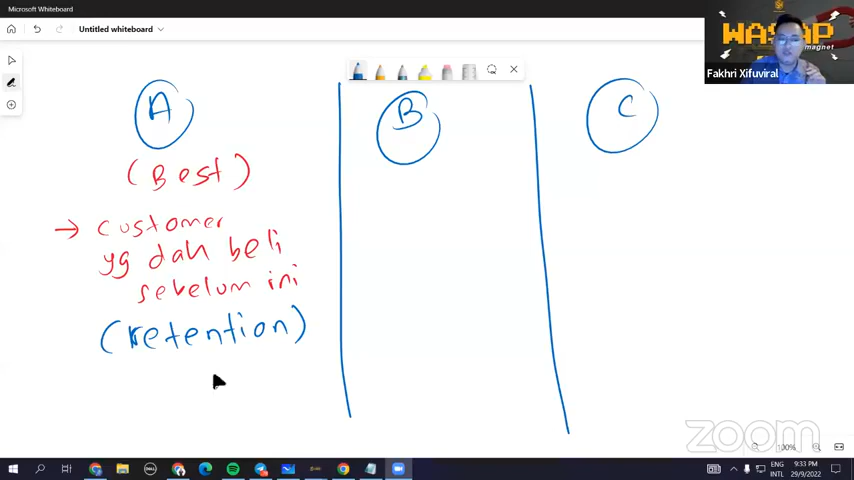 Microsoft Whiteboard
Untitled whiteboard
WASAP
magnet
Fakhri Xifuviral
A
B
C
(Best)
→ customer
yg dah beli
sebelum ini
(retention)
zoom
100%
DELL
ENG
INTL
9:33 PM
29/9/2022